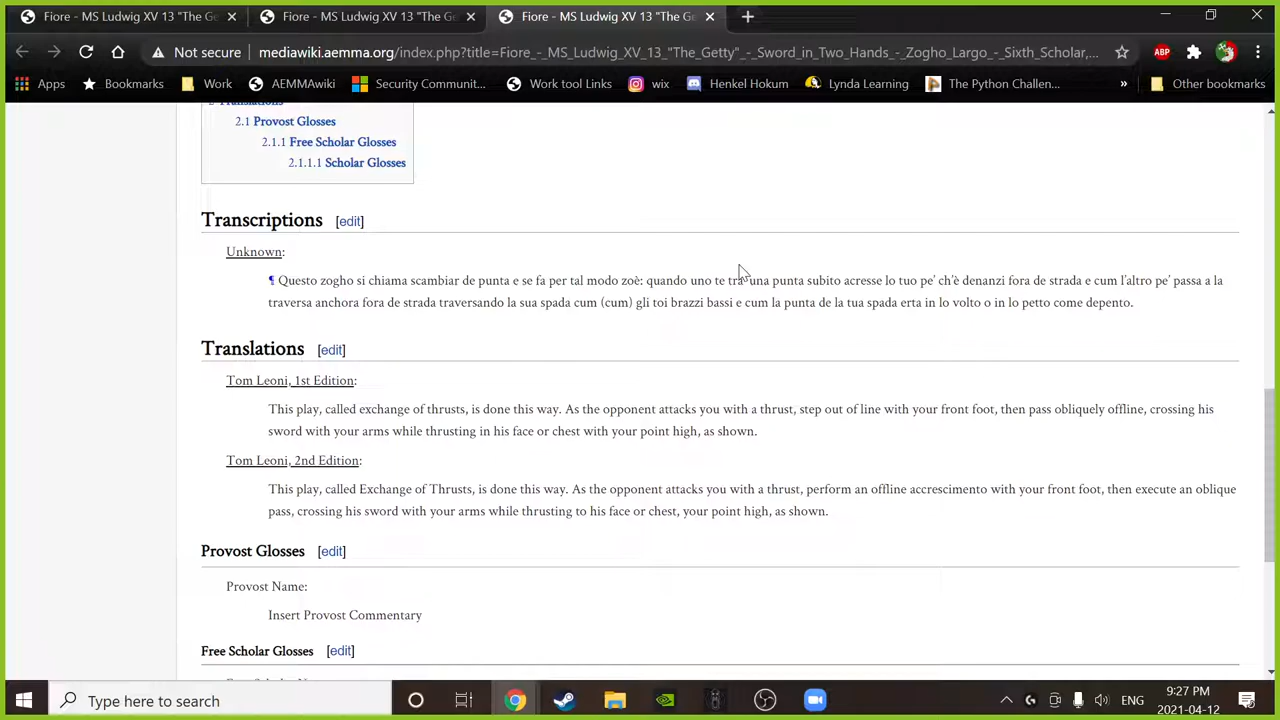 Fiore - MS Ludwig XV 13 "The Ge
Fiore - MS Ludwig XV 13 "The Ge
Fiore - MS Ludwig XV 13 "The Ge
Not secure
mediawiki.aemma.org/index.php?title=Fiore_-_MS_Ludwig_XV_13_"The_Getty"_-_Sword_in_Two_Hands_-_Zogho_Largo_-_Sixth_Scholar,...
ABP
Apps
Bookmarks
Work
AEMMAwiki
Security Communit...
Work tool Links
wix
Henkel Hokum
Lynda Learning
The Python Challen...
»
Other bookmarks
2 Translations
2.1 Provost Glosses
2.1.1 Free Scholar Glosses
2.1.1.1 Scholar Glosses
Transcriptions [edit]
Unknown:
¶ Questo zogho si chiama scambiar de punta e se fa per tal modo zoè: quando uno te tra una punta subito acresse lo tuo pe' ch'è denanzi fora de strada e cum l'altro pe' passa a la
traversa anchora fora de strada traversando la sua spada cum (cum) gli toi brazzi bassi e cum la punta de la tua spada erta in lo volto o in lo petto come depento.
Translations [edit]
Tom Leoni, 1st Edition:
This play, called exchange of thrusts, is done this way. As the opponent attacks you with a thrust, step out of line with your front foot, then pass obliquely offline, crossing his
sword with your arms while thrusting in his face or chest with your point high, as shown.
Tom Leoni, 2nd Edition:
This play, called Exchange of Thrusts, is done this way. As the opponent attacks you with a thrust, perform an offline accrescimento with your front foot, then execute an oblique
pass, crossing his sword with your arms while thrusting to his face or chest, your point high, as shown.
Provost Glosses [edit]
Provost Name:
Insert Provost Commentary
Free Scholar Glosses [edit]
Type here to search
ENG
9:27 PM
2021-04-12